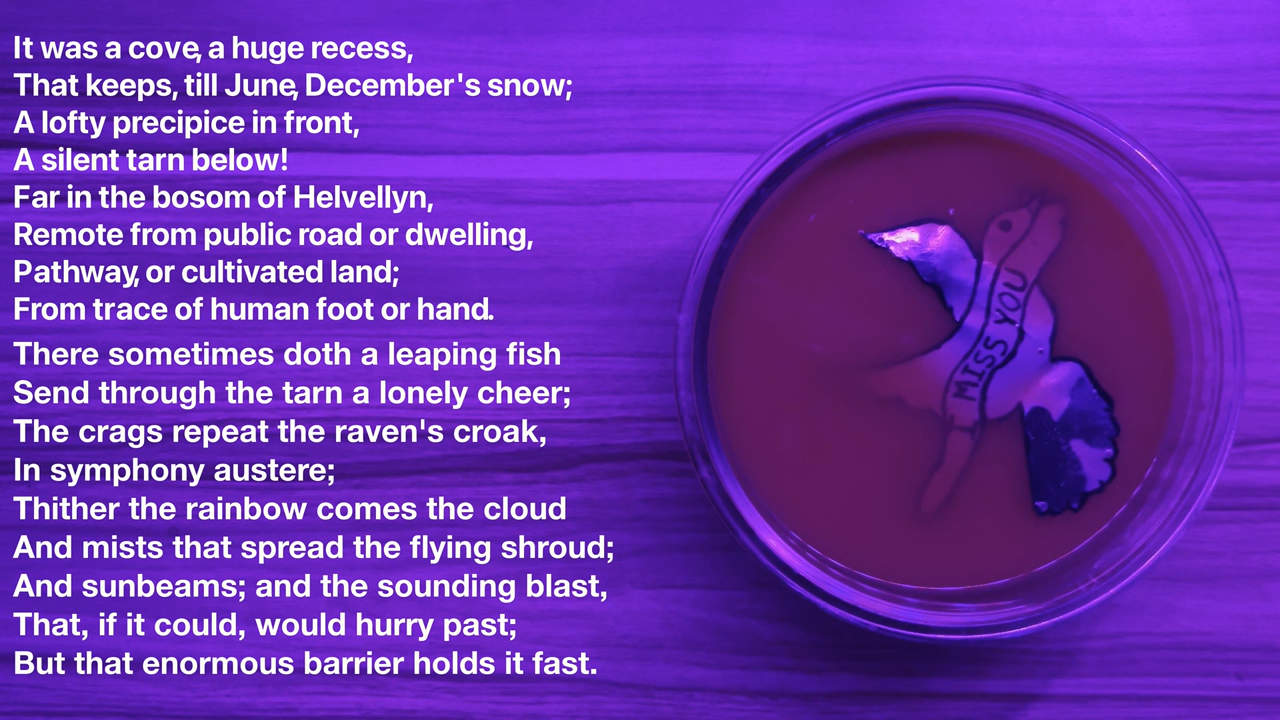 It was a cove, a huge recess,
That keeps, till June, December's snow;
A lofty precipice in front,
A silent tarn below!
Far in the bosom of Helvellyn,
Remote from public road or dwelling,
Pathway, or cultivated land;
From trace of human foot or hand.
There sometimes doth a leaping fish
Send through the tarn a lonely cheer;
The crags repeat the raven's croak,
In symphony austere;
Thither the rainbow comes the cloud
And mists that spread the flying shroud;
And sunbeams; and the sounding blast,
That, if it could, would hurry past;
But that enormous barrier holds it fast.
MISS YOU